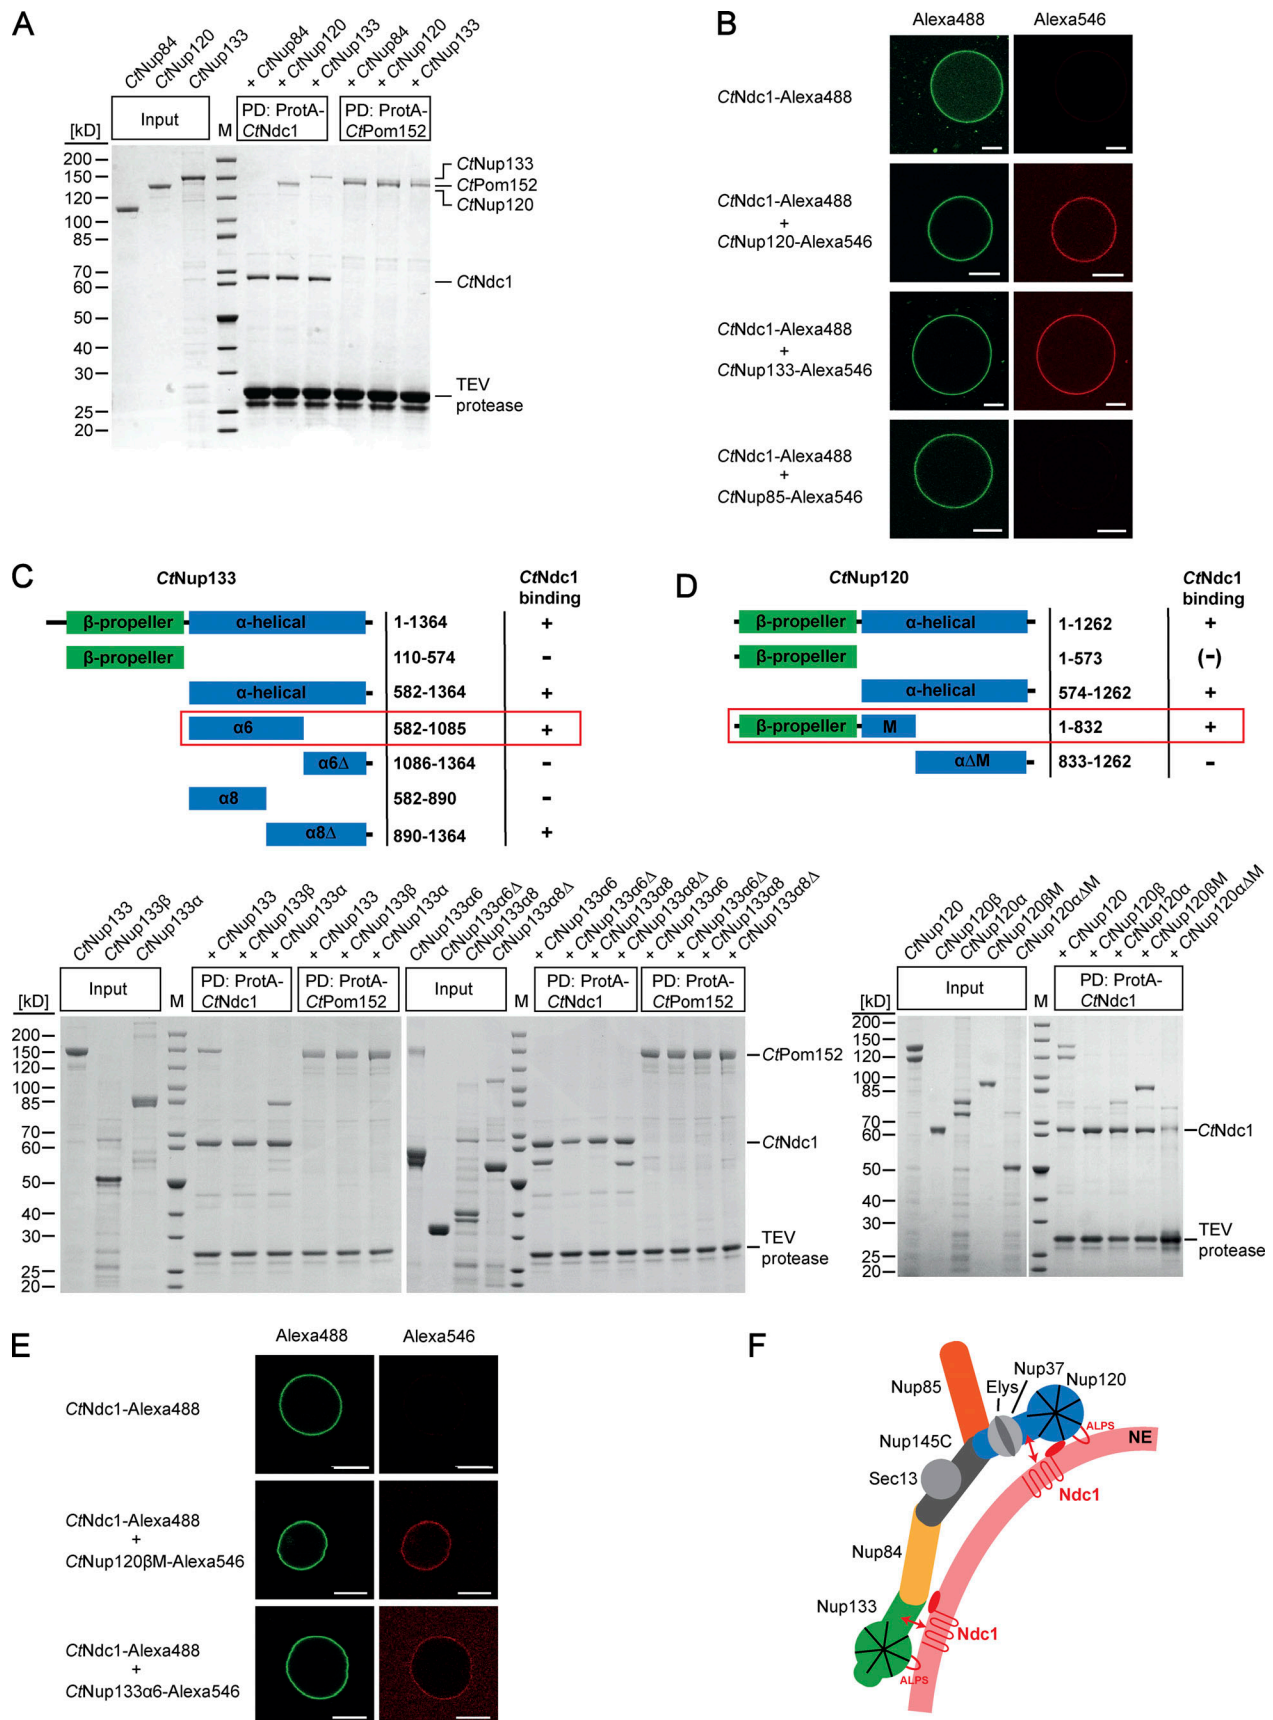 A
CtNup84
CtNup120
CtNup133
+ CtNup84
+ CtNup120
+ CtNup133
+ CtNup84
+ CtNup120
+ CtNup133
[kD]
Input
M
PD: ProtA-
CtNdc1
PD: ProtA-
CtPom152
200
150
120
100
85
70
60
50
40
30
25
20
CtNup133
CtPom152
CtNup120
CtNdc1
TEV
protease
B
Alexa488
Alexa546
CtNdc1-Alexa488
CtNdc1-Alexa488
+
CtNup120-Alexa546
CtNdc1-Alexa488
+
CtNup133-Alexa546
CtNdc1-Alexa488
+
CtNup85-Alexa546
C
CtNup133
CtNdc1
binding
β-propeller α-helical 1-1364 +
β-propeller 110-574 -
α-helical 582-1364 +
α6 582-1085 +
α6Δ 1086-1364 -
α8 582-890 -
α8Δ 890-1364 +
D
CtNup120
CtNdc1
binding
β-propeller α-helical 1-1262 +
β-propeller 1-573 (-)
α-helical 574-1262 +
β-propeller M 1-832 +
αΔM 833-1262 -
CtNup133
CtNup133β
CtNup133α
+ CtNup133
+ CtNup133β
+ CtNup133α
+ CtNup133
+ CtNup133β
+ CtNup133α
CtNup133α6
CtNup133α6Δ
CtNup133α8
CtNup133α8Δ
+ CtNup133α6
+ CtNup133α6Δ
+ CtNup133α8
+ CtNup133α8Δ
+ CtNup133α6
+ CtNup133α6Δ
+ CtNup133α8
+ CtNup133α8Δ
[kD]
Input
M
PD: ProtA-
CtNdc1
PD: ProtA-
CtPom152
Input
M
PD: ProtA-
CtNdc1
PD: ProtA-
CtPom152
200
150
120
100
85
70
60
50
40
30
25
20
CtPom152
CtNdc1
TEV
protease
CtNup120
CtNup120β
CtNup120α
CtNup120βM
CtNup120αΔM
+ CtNup120
+ CtNup120β
+ CtNup120α
+ CtNup120βM
+ CtNup120αΔM
[kD]
Input
M
PD: ProtA-
CtNdc1
200
150
120
100
85
70
60
50
40
30
25
20
CtNdc1
TEV
protease
E
Alexa488
Alexa546
CtNdc1-Alexa488
CtNdc1-Alexa488
+
CtNup120βM-Alexa546
CtNdc1-Alexa488
+
CtNup133α6-Alexa546
F
Nup85
Elys
Nup37
Nup120
ALPS
NE
Nup145C
Sec13
Ndc1
Nup84
Nup133
Ndc1
ALPS